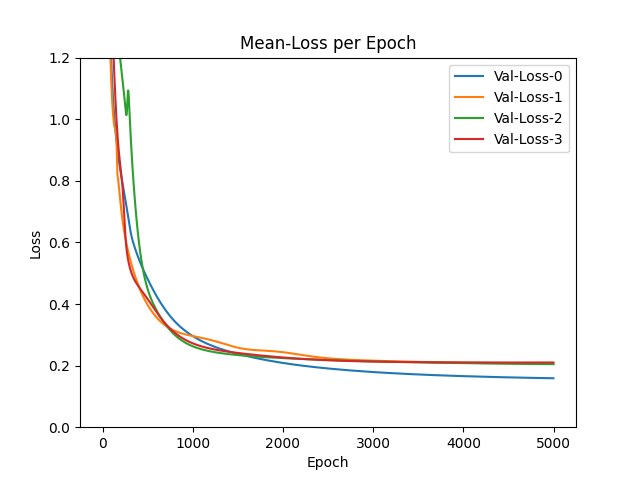 Mean-Loss per Epoch
Val-Loss-0
Val-Loss-1
Val-Loss-2
Val-Loss-3
Loss
1.2
1.0
0.8
0.6
0.4
0.2
0.0
0 1000 2000 3000 4000 5000
Epoch